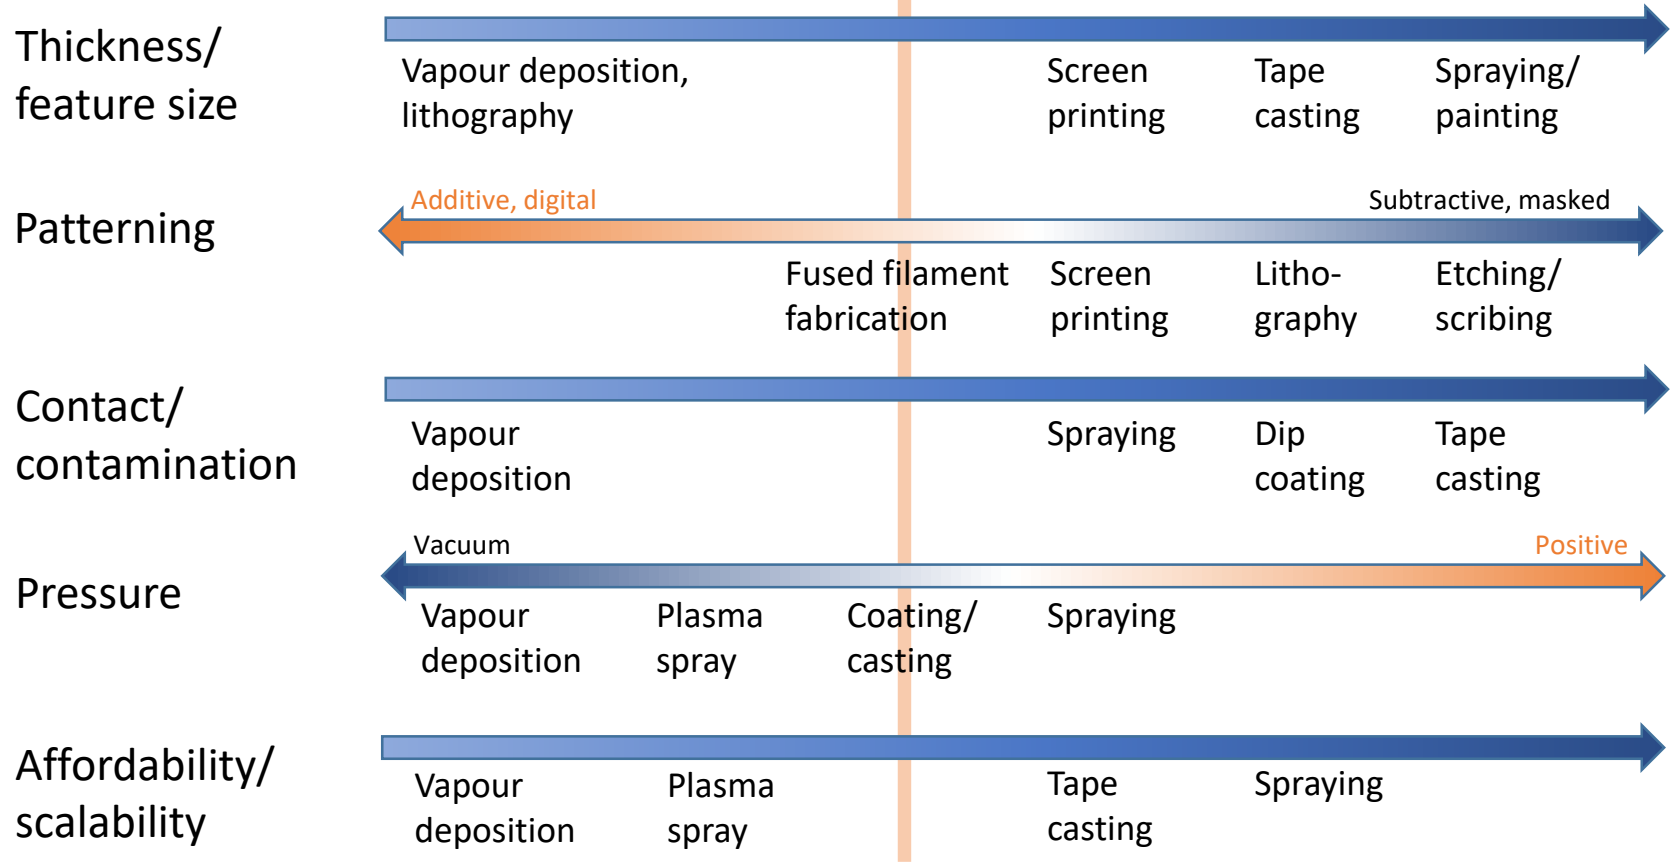 Thickness/
feature size
Vapour deposition,
lithography
Screen
printing
Tape
casting
Spraying/
painting
Patterning
Additive, digital
Subtractive, masked
Fused filament
fabrication
Screen
printing
Litho-
graphy
Etching/
scribing
Contact/
contamination
Vapour
deposition
Spraying
Dip
coating
Tape
casting
Pressure
Vacuum
Positive
Vapour
deposition
Plasma
spray
Coating/
casting
Spraying
Affordability/
scalability
Vapour
deposition
Plasma
spray
Tape
casting
Spraying